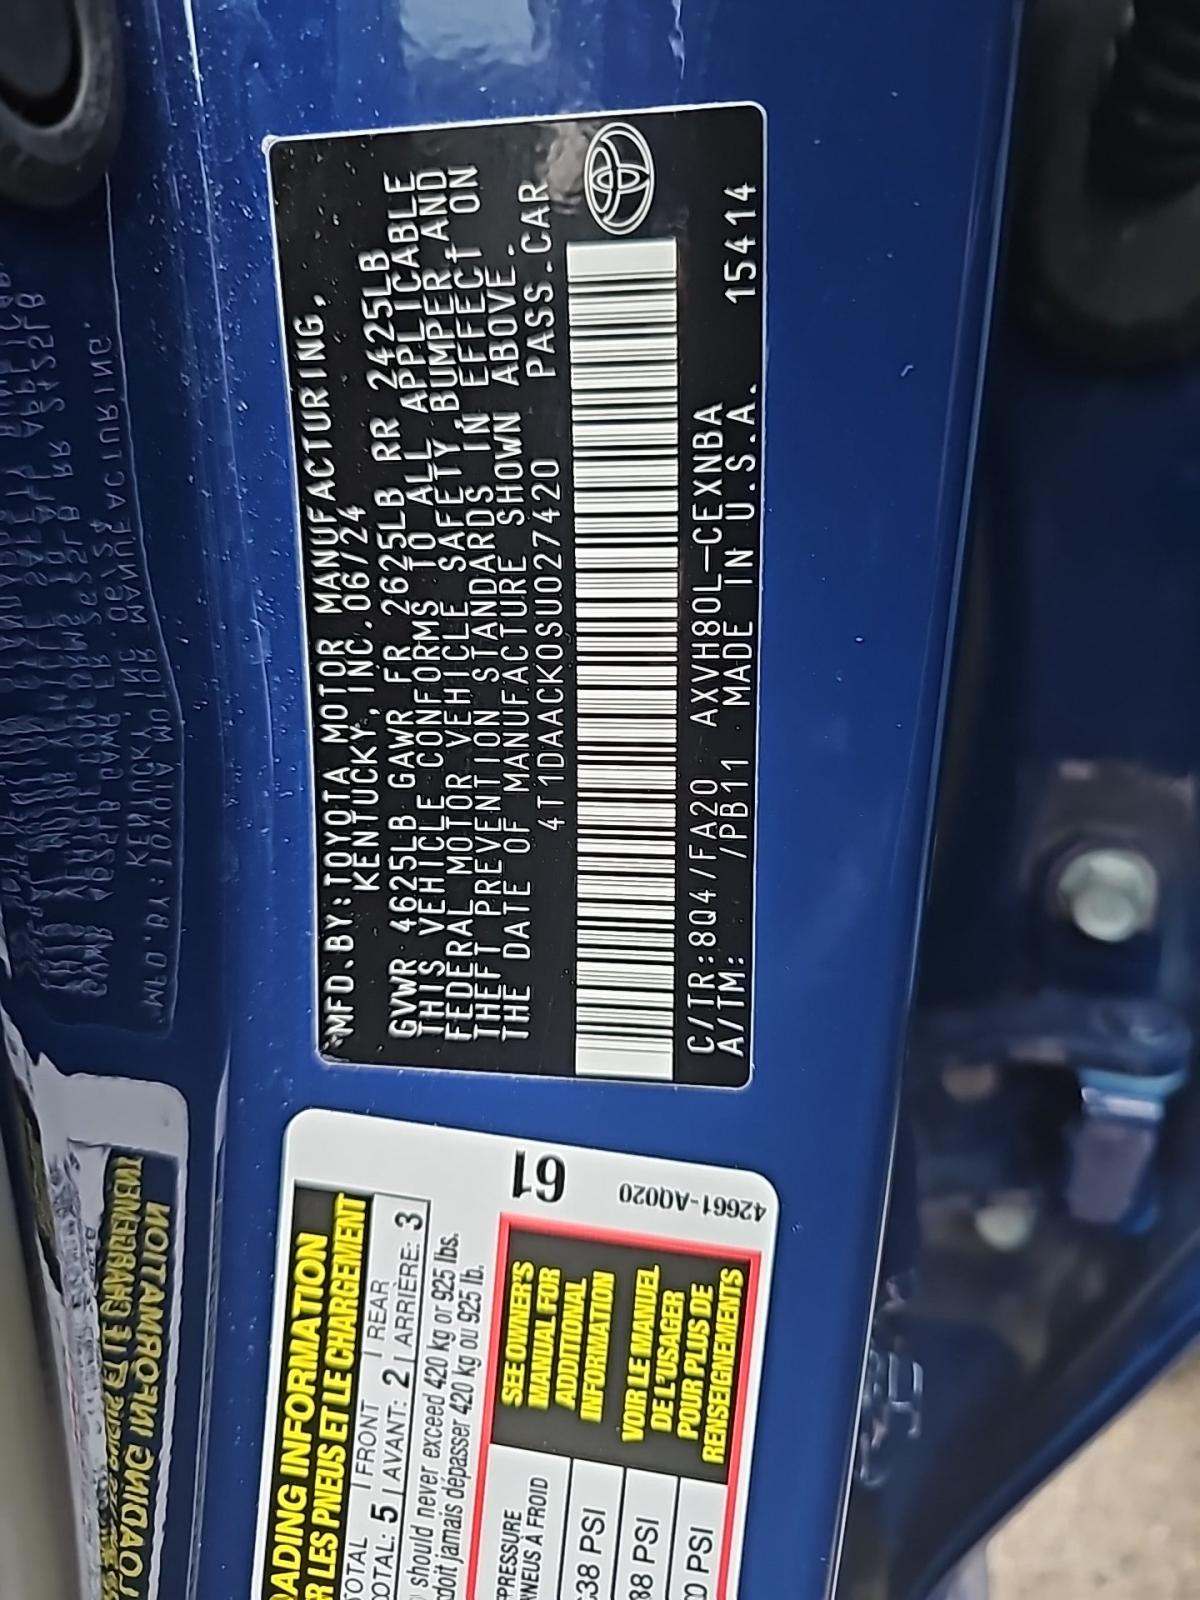 *MFD.BY:TOYOTA MOTOR MANUFACTURING,
KENTUCKY,INC.06/24
GVWR 4625LB GAWR FR 2625LB RR 2425LB
THIS VEHICLE CONFORMS TO ALL APPLICABLE
FEDERAL MOTOR VEHICLE SAFETY,BUMPER,AND
THEFT PREVENTION STANDARDS IN EFFECT ON
THE DATE OF MANUFACTURE SHOWN ABOVE.
4T1DAACK0SU027420 PASS.CAR
C/TR:8Q4/FA20 AXVH80L-CEXNBA
A/TM: /PB11 MADE IN U.S.A. 15414
LOADING INFORMATION
LES PNEUS ET LE CHARGEMENT
TOTAL FRONT REAR
TOTAL: 5 AVANT: 2 ARRIÈRE: 3
should never exceed 420 kg or 925 lbs.
doit jamais dépasser 420 kg ou 925 lb.
61
42661-AQ020
PRESSURE
PNEUS À FROID
38 PSI
38 PSI
PSI
SEE OWNER'S
MANUAL FOR
ADDITIONAL
INFORMATION
VOIR LE MANUEL
DE L'USAGER
POUR PLUS DE
RENSEIGNEMENTS